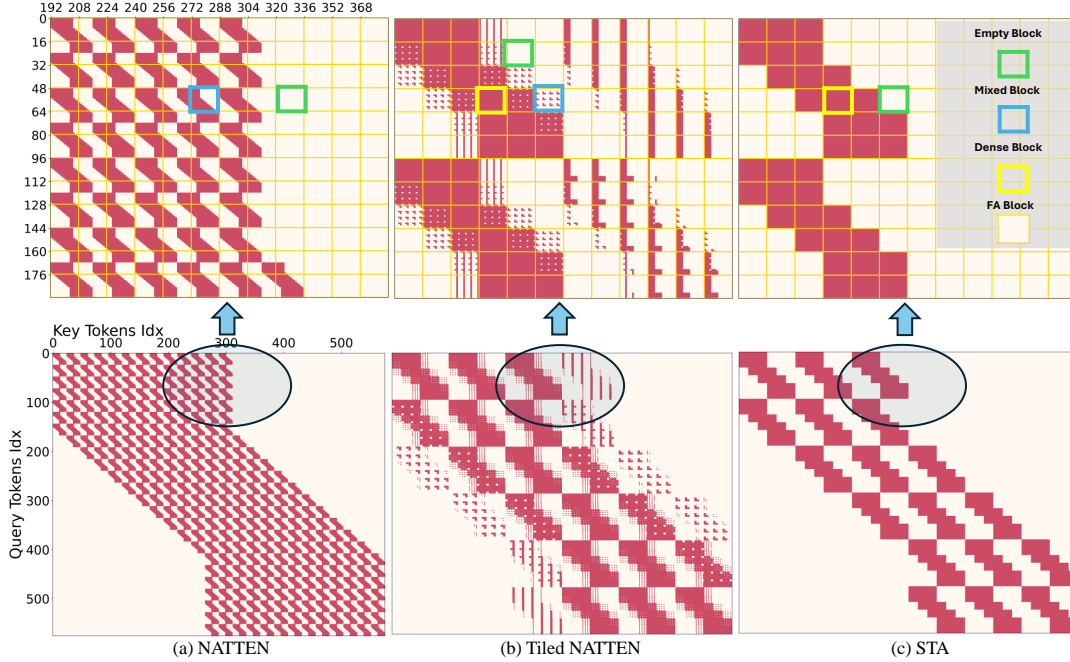 192 208 224 240 256 272 288 304 320 336 352 368
16
32
48
64
80
96
112
128
144
160
176
Empty Block
Mixed Block
Dense Block
FA Block
Key Tokens Idx
0 100 200 300 400 500
0
100
200
300
400
500
Query Tokens Idx
(a) NATTEN
(b) Tiled NATTEN
(c) STA